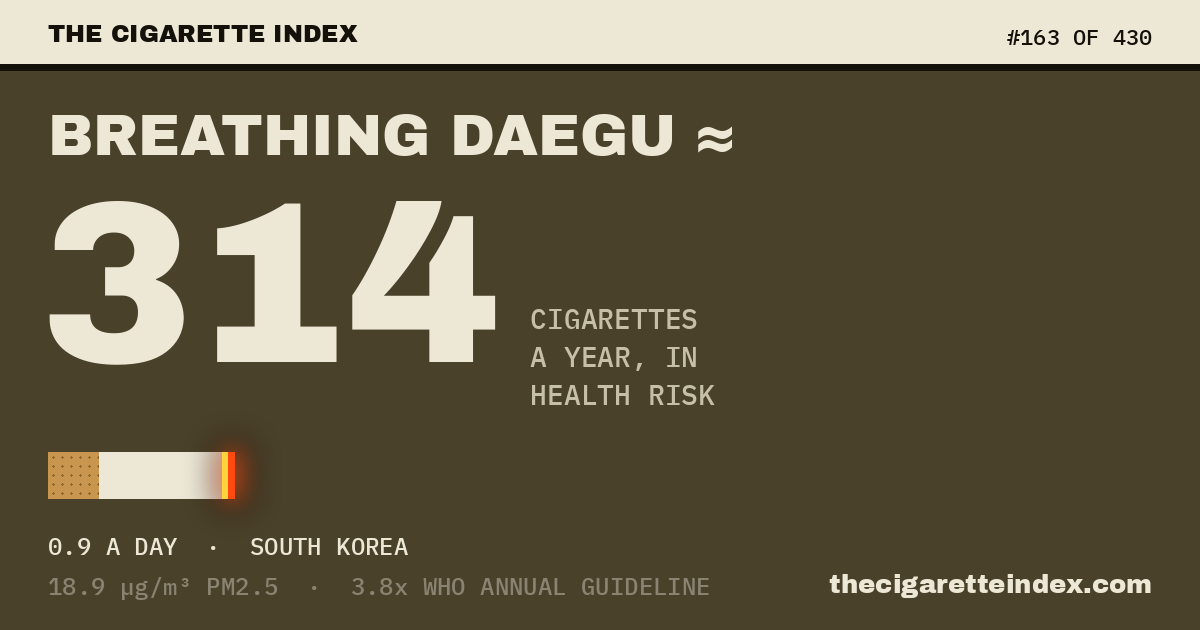 THE CIGARETTE INDEX
#163 OF 430
BREATHING DAEGU ≈
314
CIGARETTES
A YEAR, IN
HEALTH RISK
0.9 A DAY · SOUTH KOREA
18.9 µg/m³ PM2.5 · 3.8x WHO ANNUAL GUIDELINE
thecigaretteindex.com